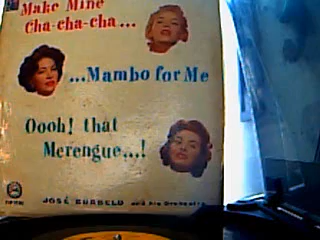 Make Mine
Cha-cha-cha...
...Mambo for Me
Oooh! that
Merengue...!
JOSÉ CURBELO and his Orchestra